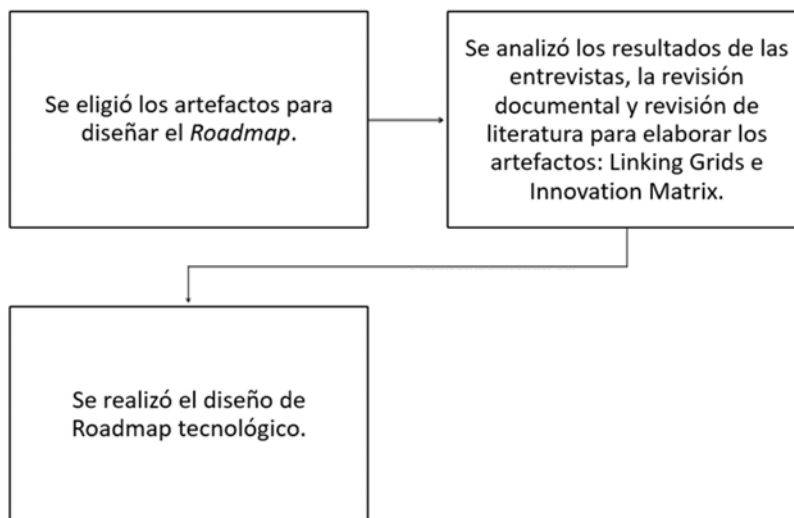 Se eligió los artefactos para
diseñar el Roadmap.
Se analizó los resultados de las
entrevistas, la revisión
documental y revisión de
literatura para elaborar los
artefactos: Linking Grids e
Innovation Matrix.
Se realizó el diseño de
Roadmap tecnológico.